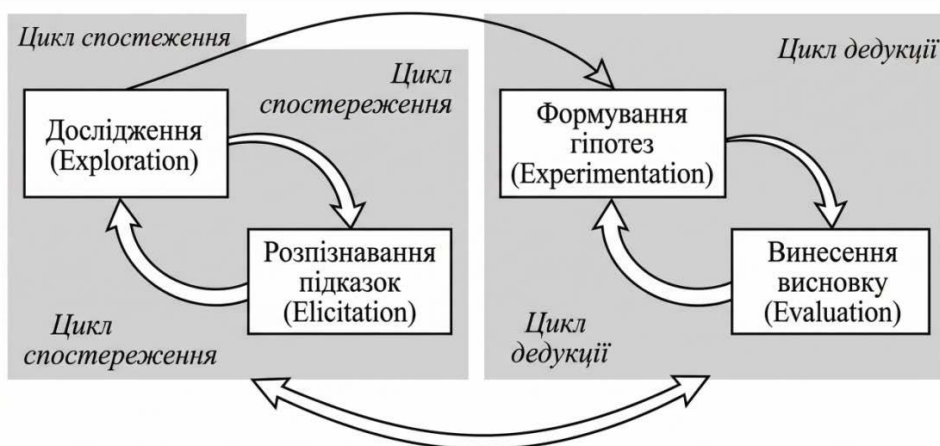 Цикл спостеження
Цикл
спостереження
Дослідження
(Exploration)
Розпізнавання
підказок
(Elicitation)
Цикл
спостереження
Цикл дедукції
Формування
гіпотез
(Experimentation)
Винесення
висновку
(Evaluation)
Цикл
дедукції